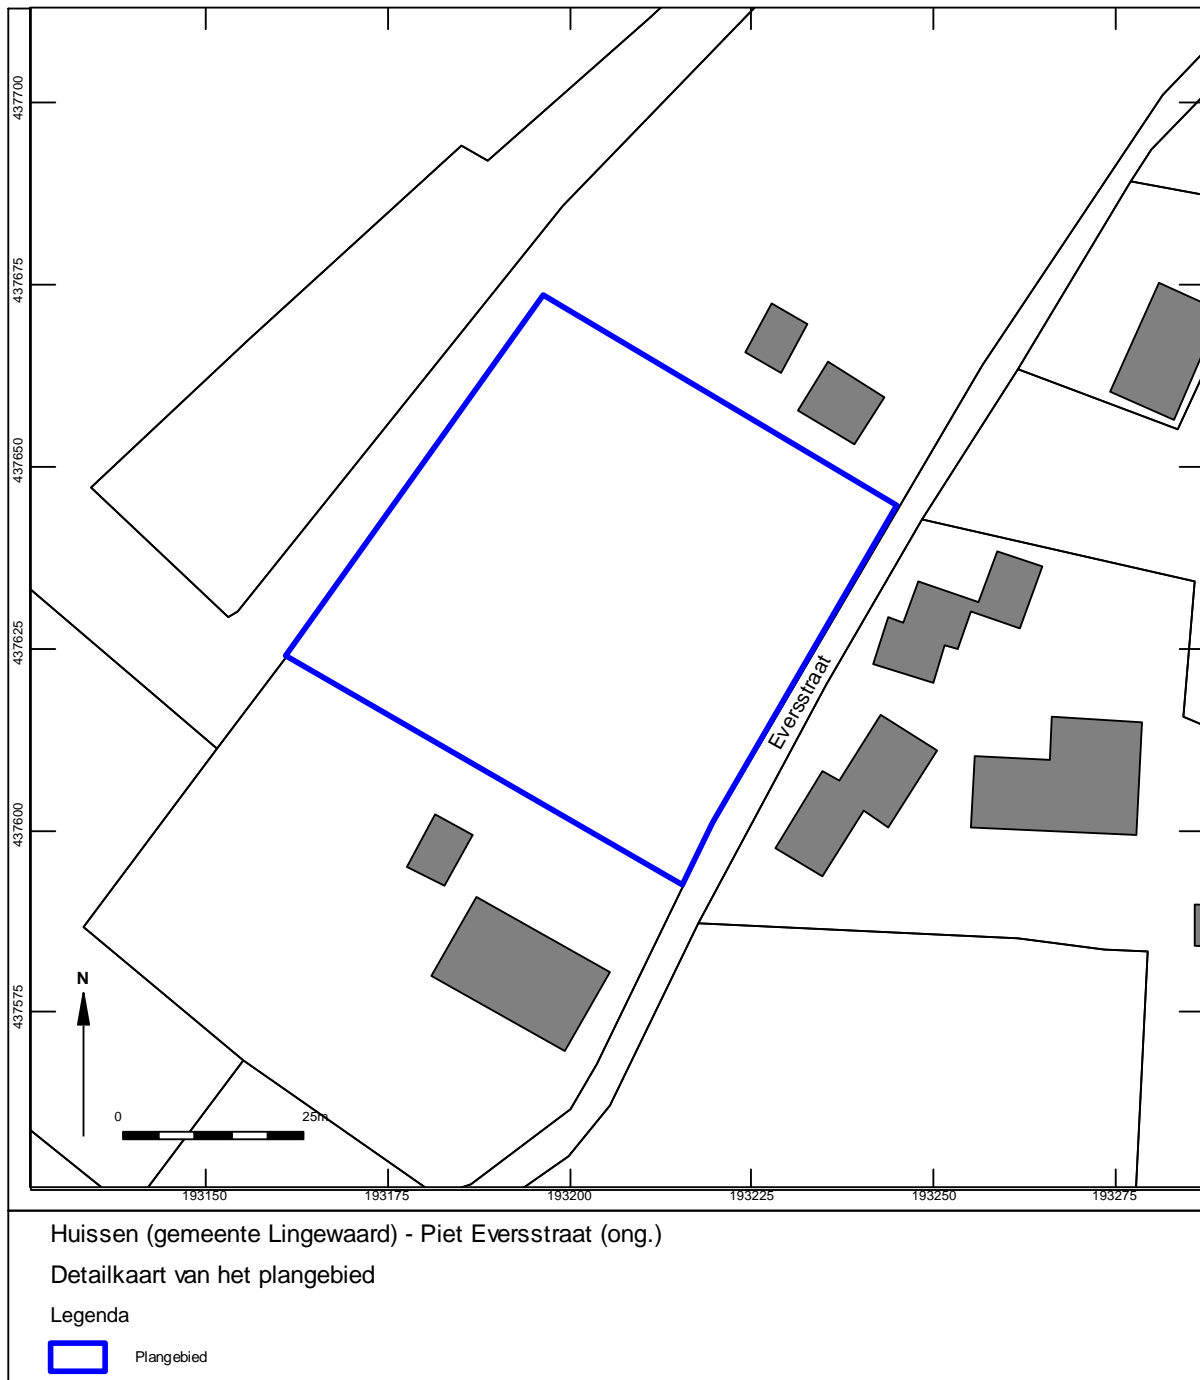 437700
437675
437650
437625
437600
437575
Eversstraat
N
0 25m
193150 193175 193200 193225 193250 193275
Huissen (gemeente Lingewaard) - Piet Eversstraat (ong.)
Detailkaart van het plangebied
Legenda
Plangebied